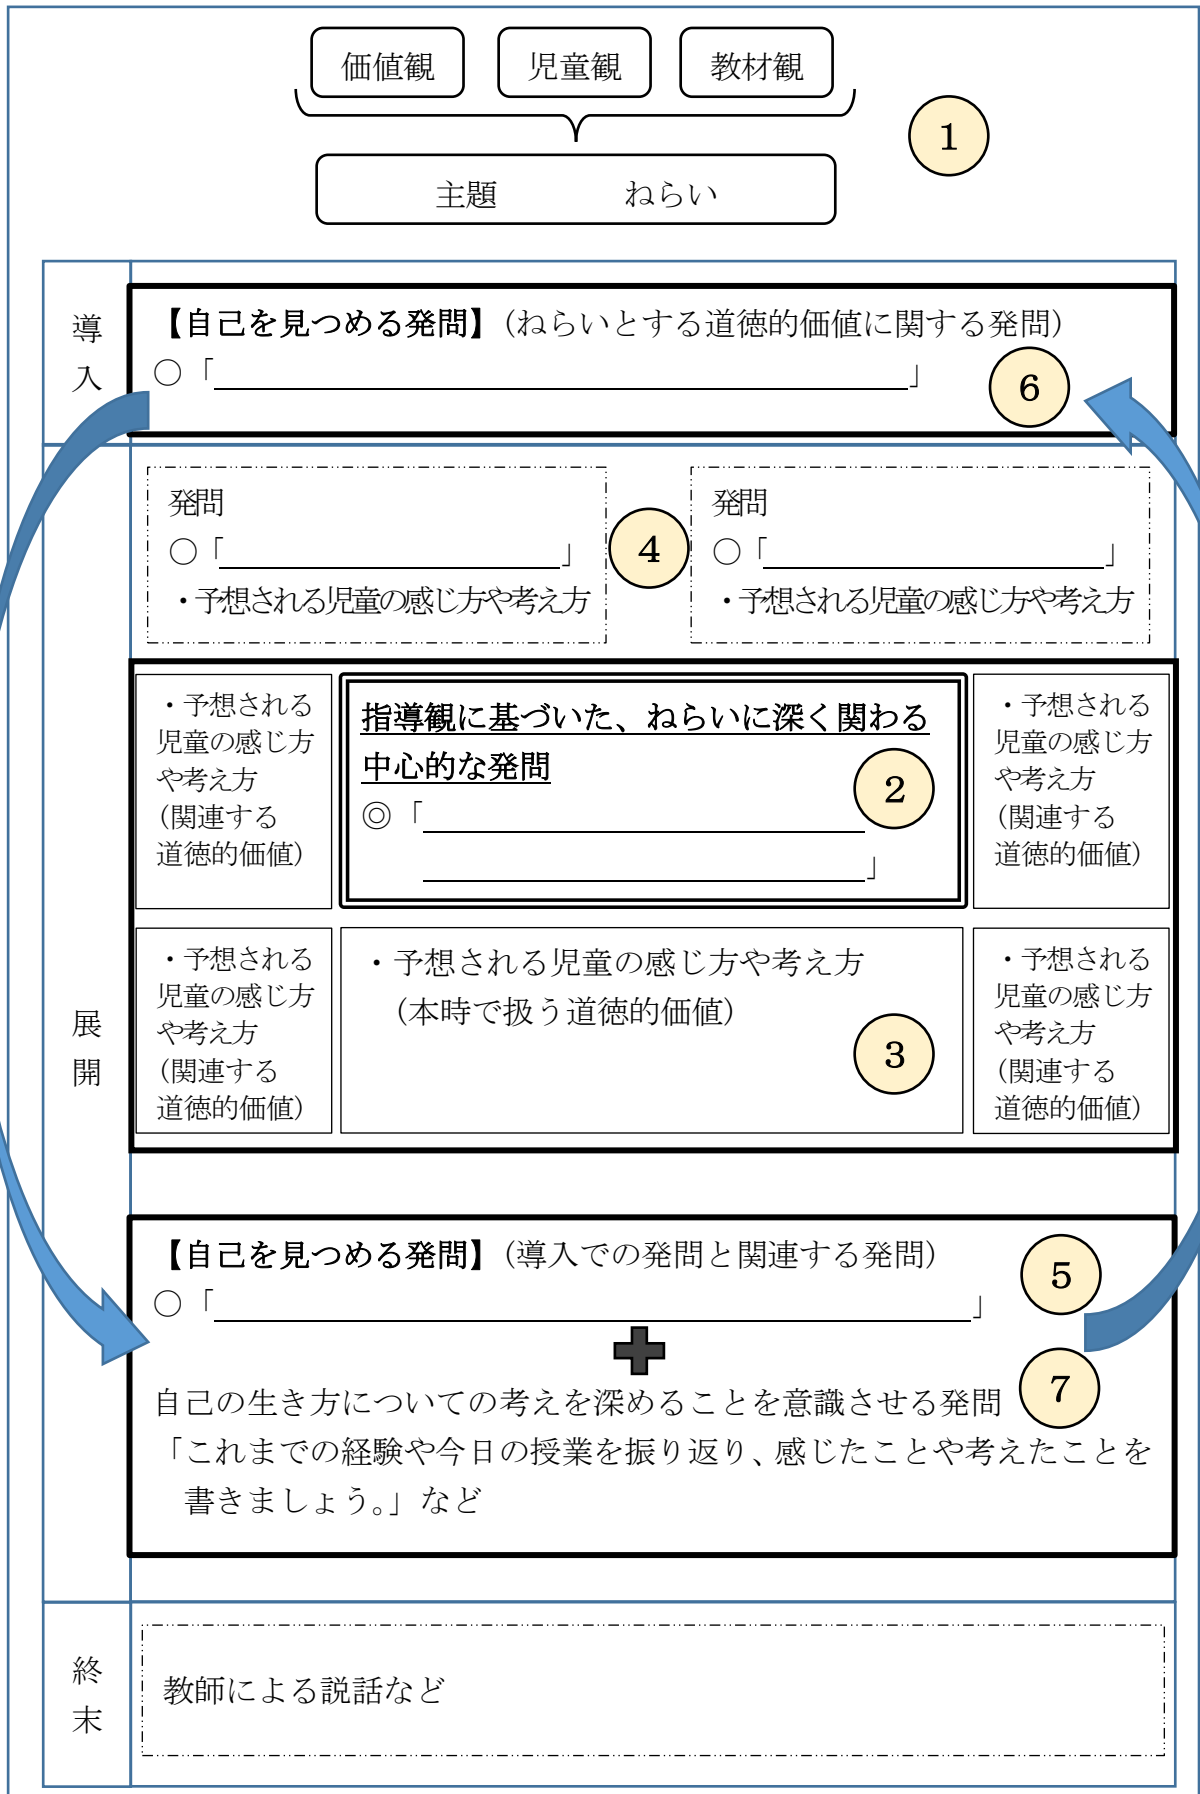 価値観
児童観
教材観
1
主題　ねらい
導入
【自己を見つめる発問】（ねらいとする道徳的価値に関する発問）
○「　」
6
発問
○「　」
・予想される児童の感じ方や考え方
4
発問
○「　」
・予想される児童の感じ方や考え方
展開
・予想される
児童の感じ方
や考え方
（関連する
道徳的価値）
指導観に基づいた、ねらいに深く関わる
中心的な発問
2
◎「
」
・予想される
児童の感じ方
や考え方
（関連する
道徳的価値）
・予想される
児童の感じ方
や考え方
（関連する
道徳的価値）
・予想される児童の感じ方や考え方
（本時で扱う道徳的価値）
3
・予想される
児童の感じ方
や考え方
（関連する
道徳的価値）
【自己を見つめる発問】（導入での発問と関連する発問）
5
○「　」
7
自己の生き方についての考えを深めることを意識させる発問
「これまでの経験や今日の授業を振り返り、感じたことや考えたことを
書きましょう。」など
終末
教師による説話など